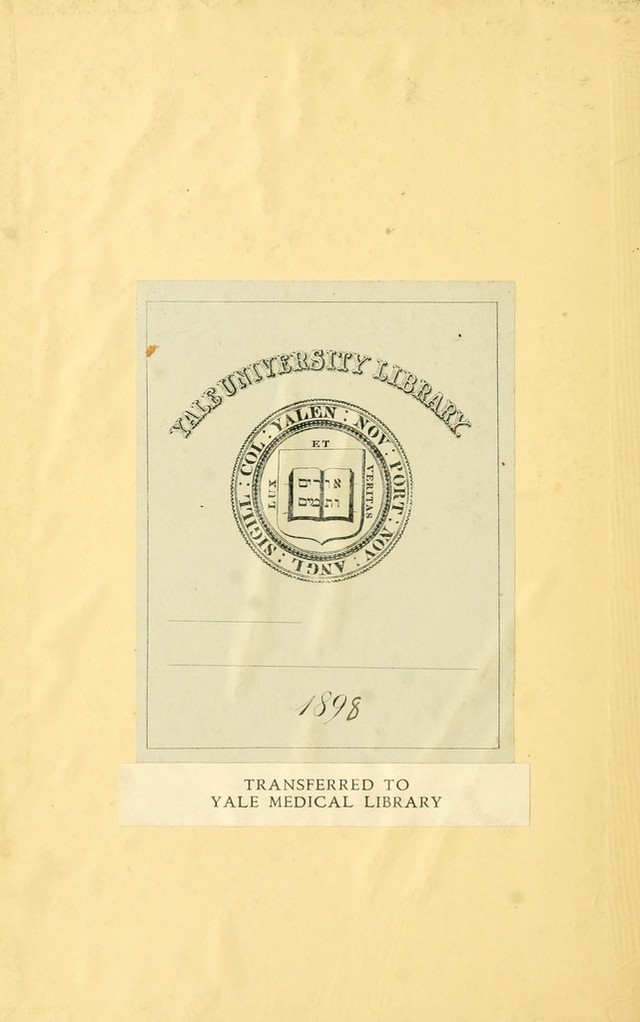 YALE UNIVERSITY LIBRARY.
SIGILL : COL : YALEN : NOV : PORT : NOV : ANGL :
ET
LUX
VERITAS
אורים
ותמים
1898
TRANSFERRED TO
YALE MEDICAL LIBRARY